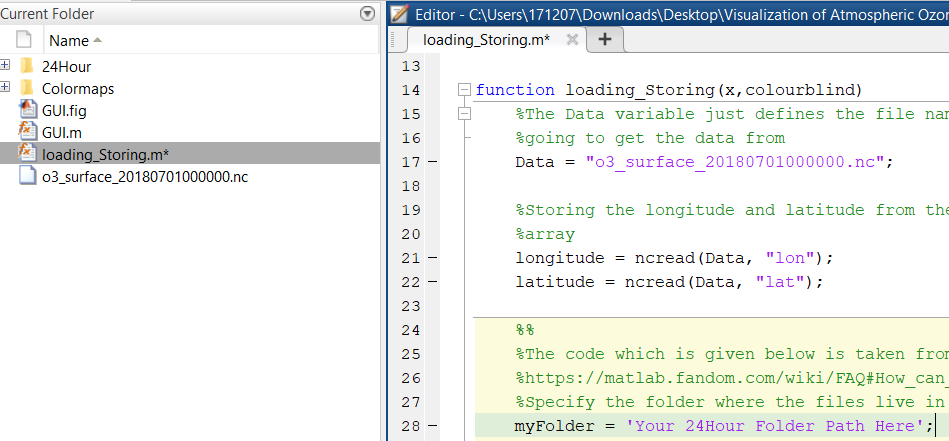 Current Folder
Name
24Hour
Colormaps
GUI.fig
GUI.m
loading_Storing.m*
o3_surface_20180701000000.nc
Editor - C:\Users\171207\Downloads\Desktop\Visualization of Atmospheric Ozor
loading_Storing.m*
13
14 function loading_Storing(x,colourblind)
15 %The Data variable just defines the file nam
16 %going to get the data from
17 Data = "o3_surface_20180701000000.nc";
18
19 %Storing the longitude and latitude from the
20 %array
21 longitude = ncread(Data, "lon");
22 latitude = ncread(Data, "lat");
23
24 %%
25 %The code which is given below is taken from
26 %https://matlab.fandom.com/wiki/FAQ#How_can_
27 %Specify the folder where the files live in
28 myFolder = 'Your 24Hour Folder Path Here';